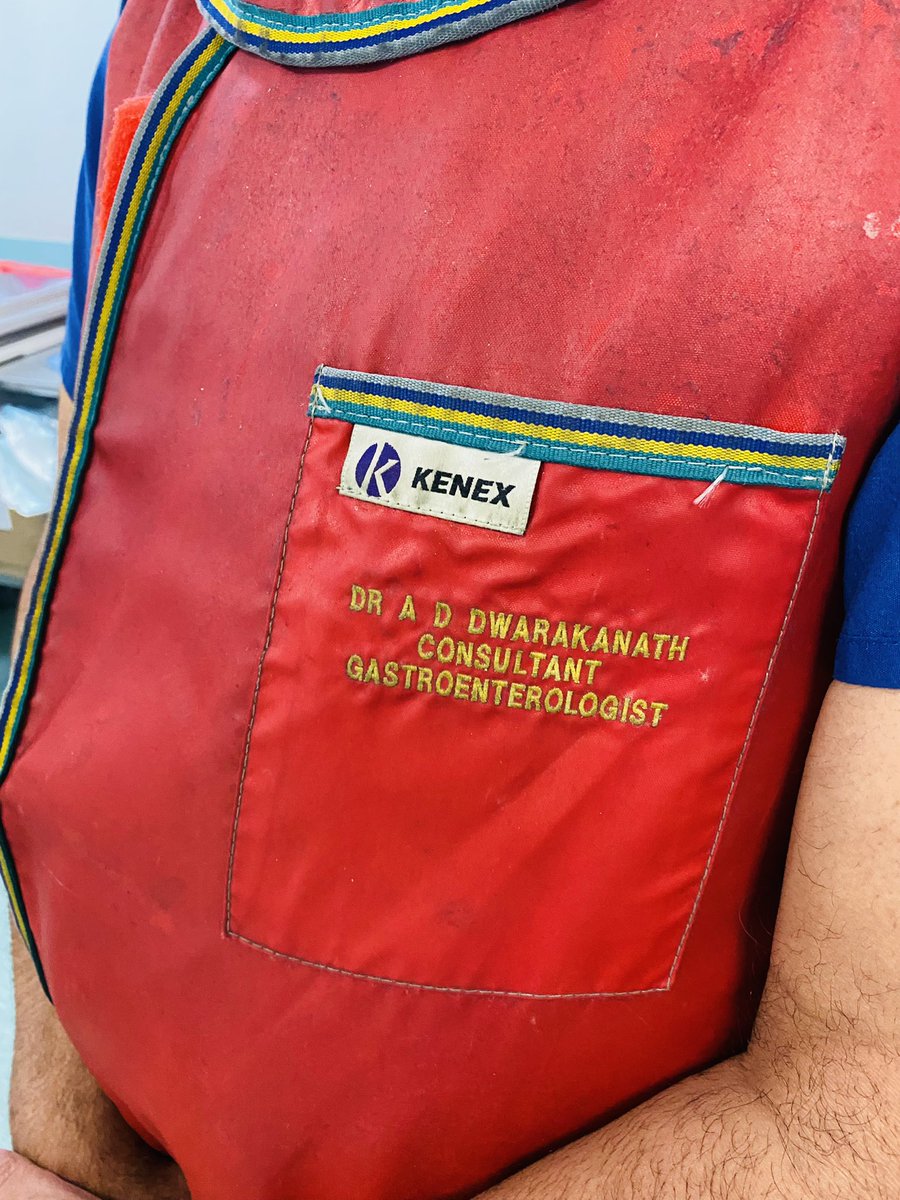 KENEX
DR A D DWARAKANATH
CONSULTANT
GASTROENTEROLOGIST